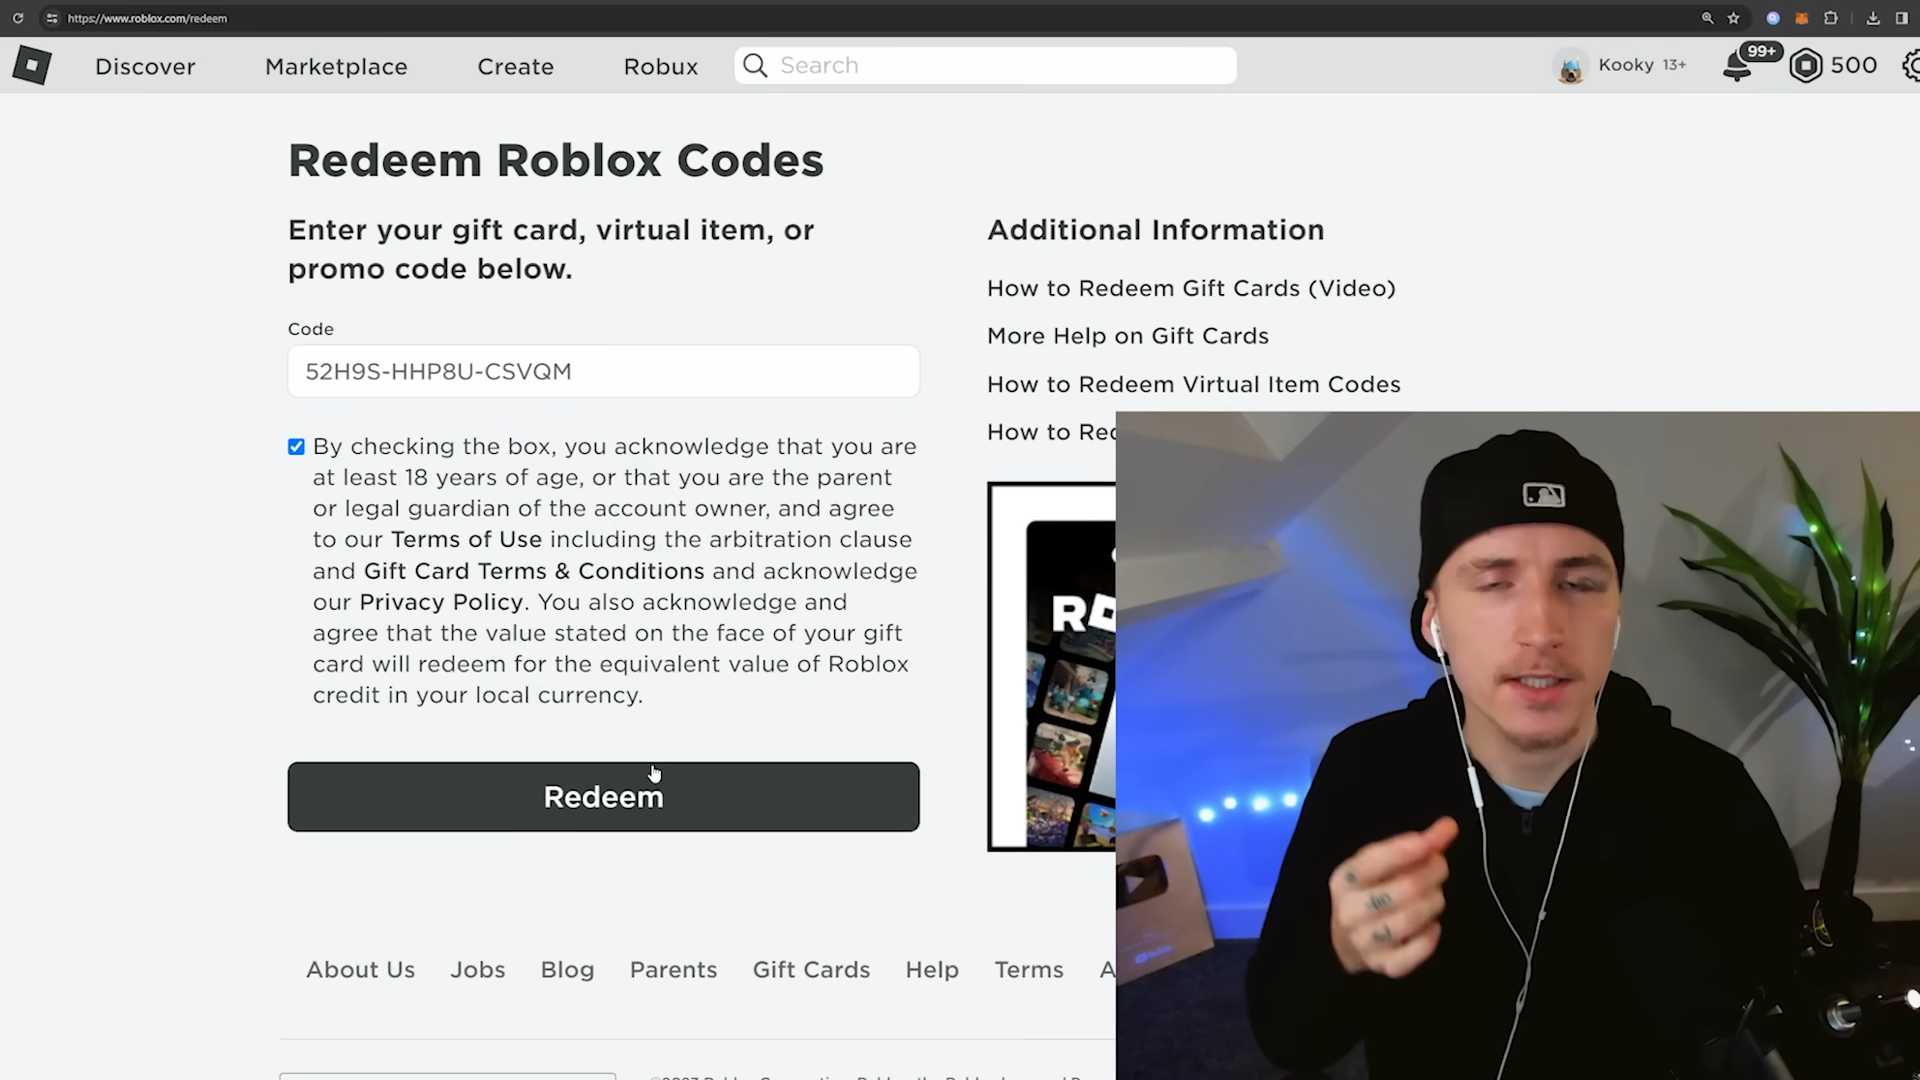 https://www.roblox.com/redeem
Discover
Marketplace
Create
Robux
Search
Kooky 13+
99+
500
Redeem Roblox Codes
Enter your gift card, virtual item, or
promo code below.
Code
52H9S-HHP8U-CSVQM
By checking the box, you acknowledge that you are
at least 18 years of age, or that you are the parent
or legal guardian of the account owner, and agree
to our Terms of Use including the arbitration clause
and Gift Card Terms & Conditions and acknowledge
our Privacy Policy. You also acknowledge and
agree that the value stated on the face of your gift
card will redeem for the equivalent value of Roblox
credit in your local currency.
Redeem
Additional Information
How to Redeem Gift Cards (Video)
More Help on Gift Cards
How to Redeem Virtual Item Codes
How to Rec
About Us
Jobs
Blog
Parents
Gift Cards
Help
Terms
A